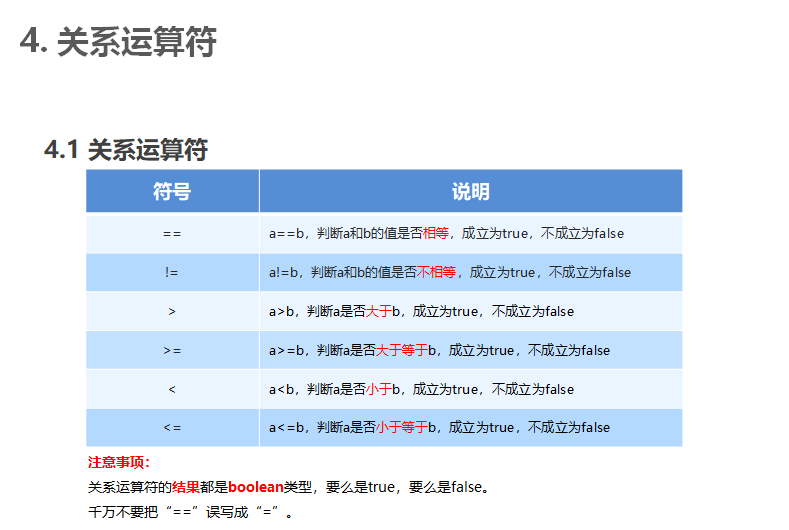 4. 关系运算符
4.1 关系运算符
符号 说明
== a==b，判断a和b的值是否相等，成立为true，不成立为false
!= a!=b，判断a和b的值是否不相等，成立为true，不成立为false
> a>b，判断a是否大于b，成立为true，不成立为false
>= a>=b，判断a是否大于等于b，成立为true，不成立为false
< a<b，判断a是否小于b，成立为true，不成立为false
<= a<=b，判断a是否小于等于b，成立为true，不成立为false
注意事项：
关系运算符的结果都是boolean类型，要么是true，要么是false。
千万不要把“==”误写成“=”。